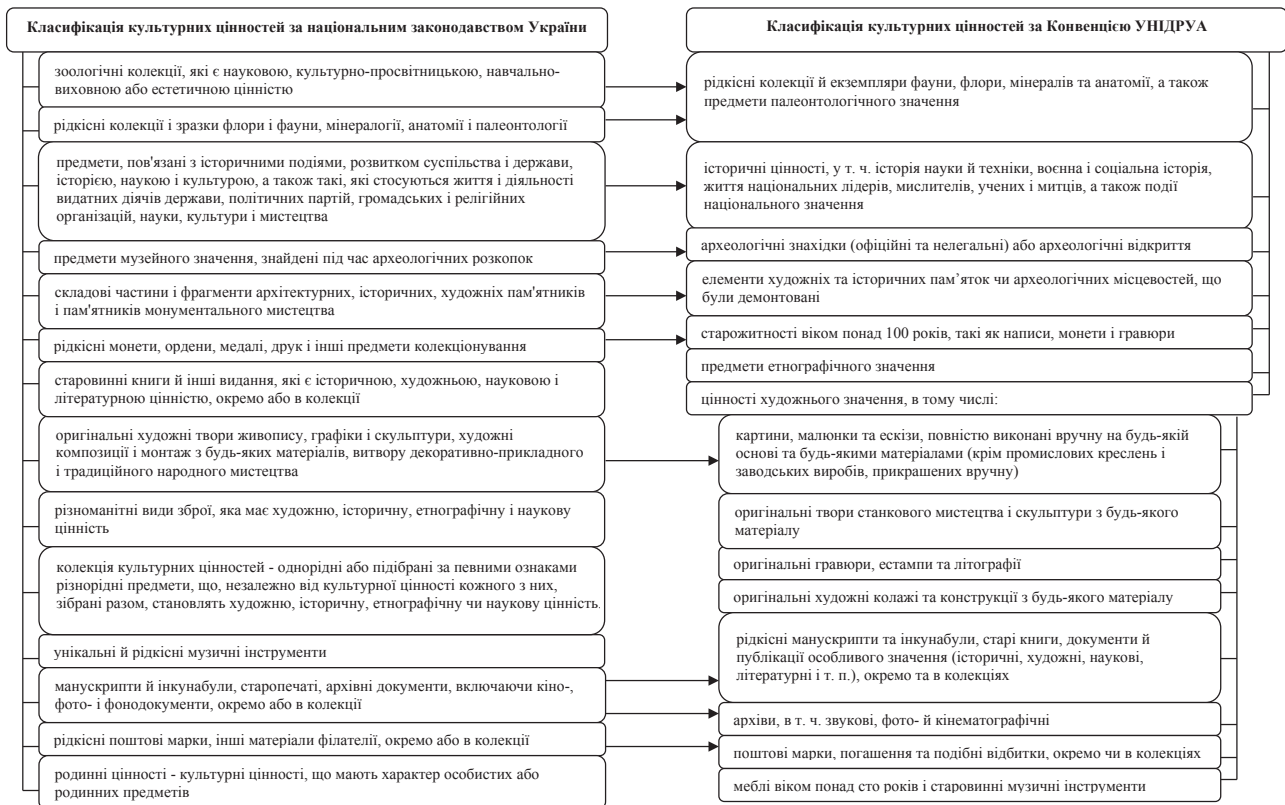 Класифікація культурних цінностей за національним законодавством України
зоологічні колекції, які є науковою, культурно-просвітницькою, навчально-
виховною або естетичною цінністю
рідкісні колекції і зразки флори і фауни, мінералогії, анатомії і палеонтології
предмети, пов'язані з історичними подіями, розвитком суспільства і держави,
історією, наукою і культурою, а також такі, які стосуються життя і діяльності
видатних діячів держави, політичних партій, громадських і релігійних
організацій, науки, культури і мистецтва
предмети музейного значення, знайдені під час археологічних розкопок
складові частини і фрагменти архітектурних, історичних, художніх пам'ятників
і пам'ятників монументального мистецтва
рідкісні монети, ордени, медалі, друк і інші предмети колекціонування
старовинні книги й інші видання, які є історичною, художньою, науковою і
літературною цінністю, окремо або в колекції
оригінальні художні твори живопису, графіки і скульптури, художні
композиції і монтаж з будь-яких матеріалів, витвору декоративно-прикладного
і традиційного народного мистецтва
різноманітні види зброї, яка має художню, історичну, етнографічну і наукову
цінність
колекція культурних цінностей - однорідні або підібрані за певними ознаками
різнорідні предмети, що, незалежно від культурної цінності кожного з них,
зібрані разом, становлять художню, історичну, етнографічну чи наукову цінність.
унікальні й рідкісні музичні інструменти
манускрипти й інкунабули, старопечаті, архівні документи, включаючи кіно-,
фото- і фонодокументи, окремо або в колекції
рідкісні поштові марки, інші матеріали філателії, окремо або в колекції
родинні цінності - культурні цінності, що мають характер особистих або
родинних предметів
Класифікація культурних цінностей за Конвенцією УНІДРУА
рідкісні колекції й екземпляри фауни, флори, мінералів та анатомії, а також
предмети палеонтологічного значення
історичні цінності, у т. ч. історія науки й техніки, воєнна і соціальна історія,
життя національних лідерів, мислителів, учених і митців, а також події
національного значення
археологічні знахідки (офіційні та нелегальні) або археологічні відкриття
елементи художніх та історичних пам’яток чи археологічних місцевостей, що
були демонтовані
старожитності віком понад 100 років, такі як написи, монети і гравюри
предмети етнографічного значення
цінності художнього значення, в тому числі:
картини, малюнки та ескізи, повністю виконані вручну на будь-якій
основі та будь-якими матеріалами (крім промислових креслень і
заводських виробів, прикрашених вручну)
оригінальні твори станкового мистецтва і скульптури з будь-якого
матеріалу
оригінальні гравюри, естампи та літографії
оригінальні художні колажі та конструкції з будь-якого матеріалу
рідкісні манускрипти та інкунабули, старі книги, документи й
публікації особливого значення (історичні, художні, наукові,
літературні і т. п.), окремо та в колекціях
архіви, в т. ч. звукові, фото- й кінематографічні
поштові марки, погашення та подібні відбитки, окремо чи в колекціях
меблі віком понад сто років і старовинні музичні інструменти